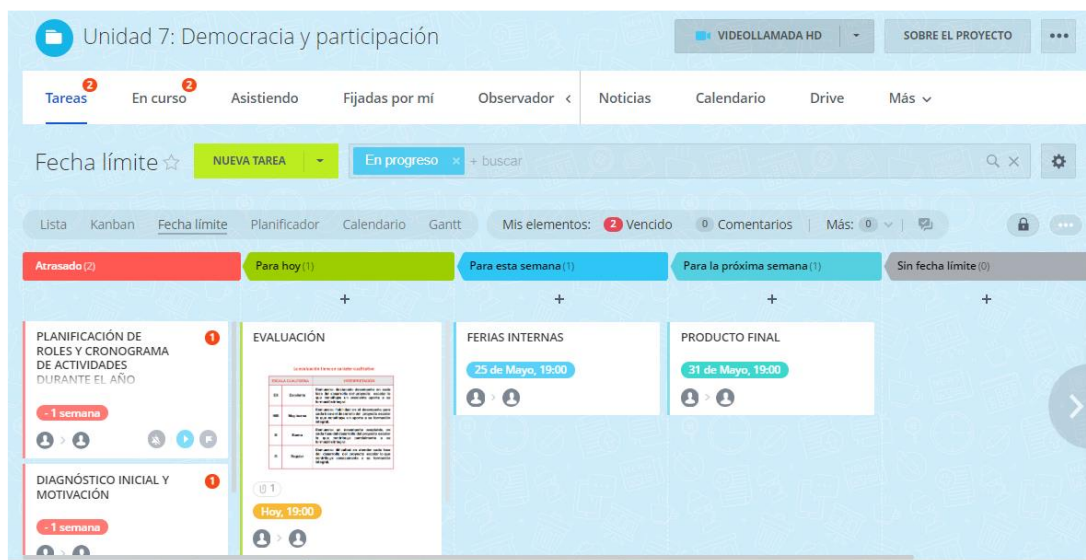 Unidad 7: Democracia y participación
VIDEOLLAMADA HD
SOBRE EL PROYECTO
Tareas 2
En curso 2
Asistiendo
Fijadas por mí
Observador
Noticias
Calendario
Drive
Más
Fecha límite
NUEVA TAREA
En progreso × + buscar
Lista
Kanban
Fecha límite
Planificador
Calendario
Gantt
Mis elementos: 2 Vencido 0 Comentarios Más: 0
Atrasado (2)
Para hoy (1)
Para esta semana (1)
Para la próxima semana (1)
Sin fecha límite (0)
PLANIFICACIÓN DE
ROLES Y CRONOGRAMA
DE ACTIVIDADES
DURANTE EL AÑO
1
- 1 semana
DIAGNÓSTICO INICIAL Y
MOTIVACIÓN
1
- 1 semana
EVALUACIÓN
1
Hoy, 19:00
FERIAS INTERNAS
25 de Mayo, 19:00
PRODUCTO FINAL
31 de Mayo, 19:00